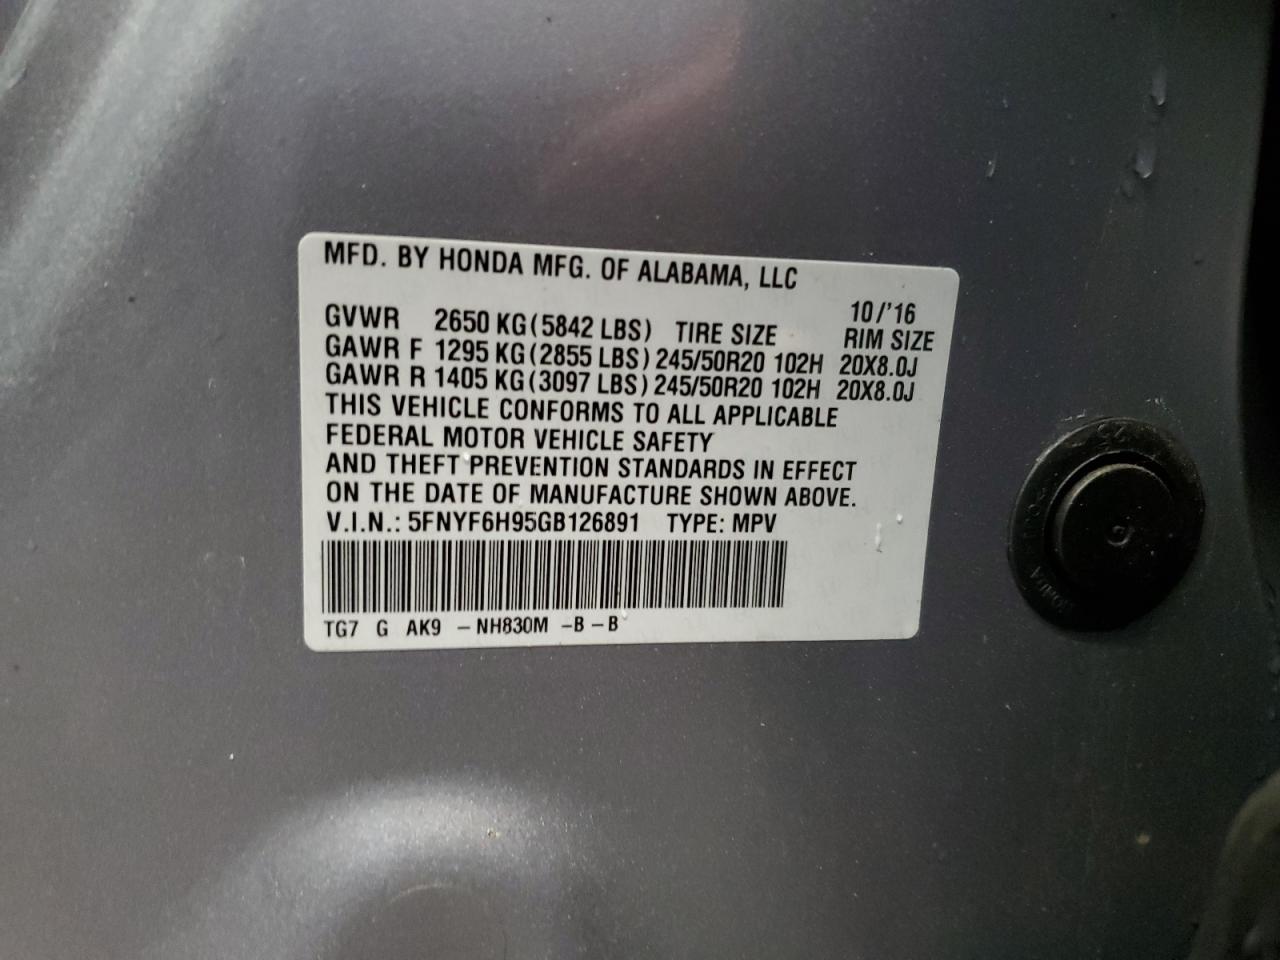 MFD. BY HONDA MFG. OF ALABAMA, LLC
10/'16
GVWR 2650 KG(5842 LBS) TIRE SIZE RIM SIZE
GAWR F 1295 KG(2855 LBS) 245/50R20 102H 20X8.0J
GAWR R 1405 KG(3097 LBS) 245/50R20 102H 20X8.0J
THIS VEHICLE CONFORMS TO ALL APPLICABLE
FEDERAL MOTOR VEHICLE SAFETY
AND THEFT PREVENTION STANDARDS IN EFFECT
ON THE DATE OF MANUFACTURE SHOWN ABOVE.
V.I.N.: 5FNYF6H95GB126891 TYPE: MPV
TG7 G AK9 -NH830M -B-B
25
HONDA